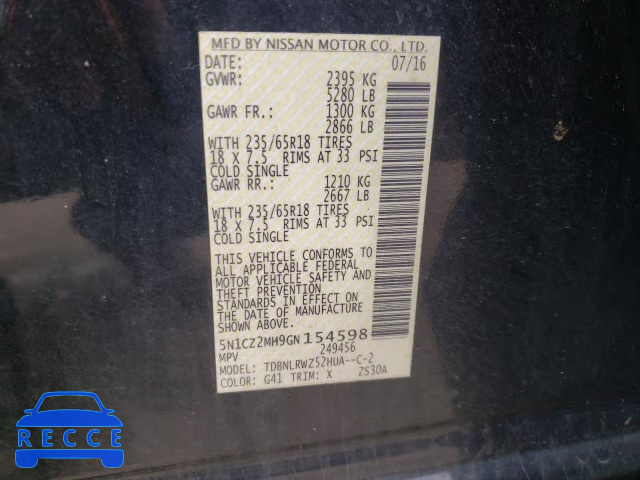 MFD BY NISSAN MOTOR CO., LTD.
DATE: 07/16
GVWR: 2395 KG
5280 LB
GAWR FR.: 1300 KG
2866 LB
WITH 235/65R18 TIRES
18 X 7.5 RIMS AT 33 PSI
COLD SINGLE
GAWR RR.: 1210 KG
2667 LB
WITH 235/65R18 TIRES
18 X 7.5 RIMS AT 33 PSI
COLD SINGLE
THIS VEHICLE CONFORMS TO
ALL APPLICABLE FEDERAL
MOTOR VEHICLE SAFETY AND
THEFT PREVENTION
STANDARDS IN EFFECT ON
THE DATE OF MANUFACTURE
SHOWN ABOVE.
5N1CZ2MH9GN154598
MPV 249456
MODEL: TDBNLRWZ52HUA--C-2
COLOR: G41 TRIM: X ZS30A
RECCE